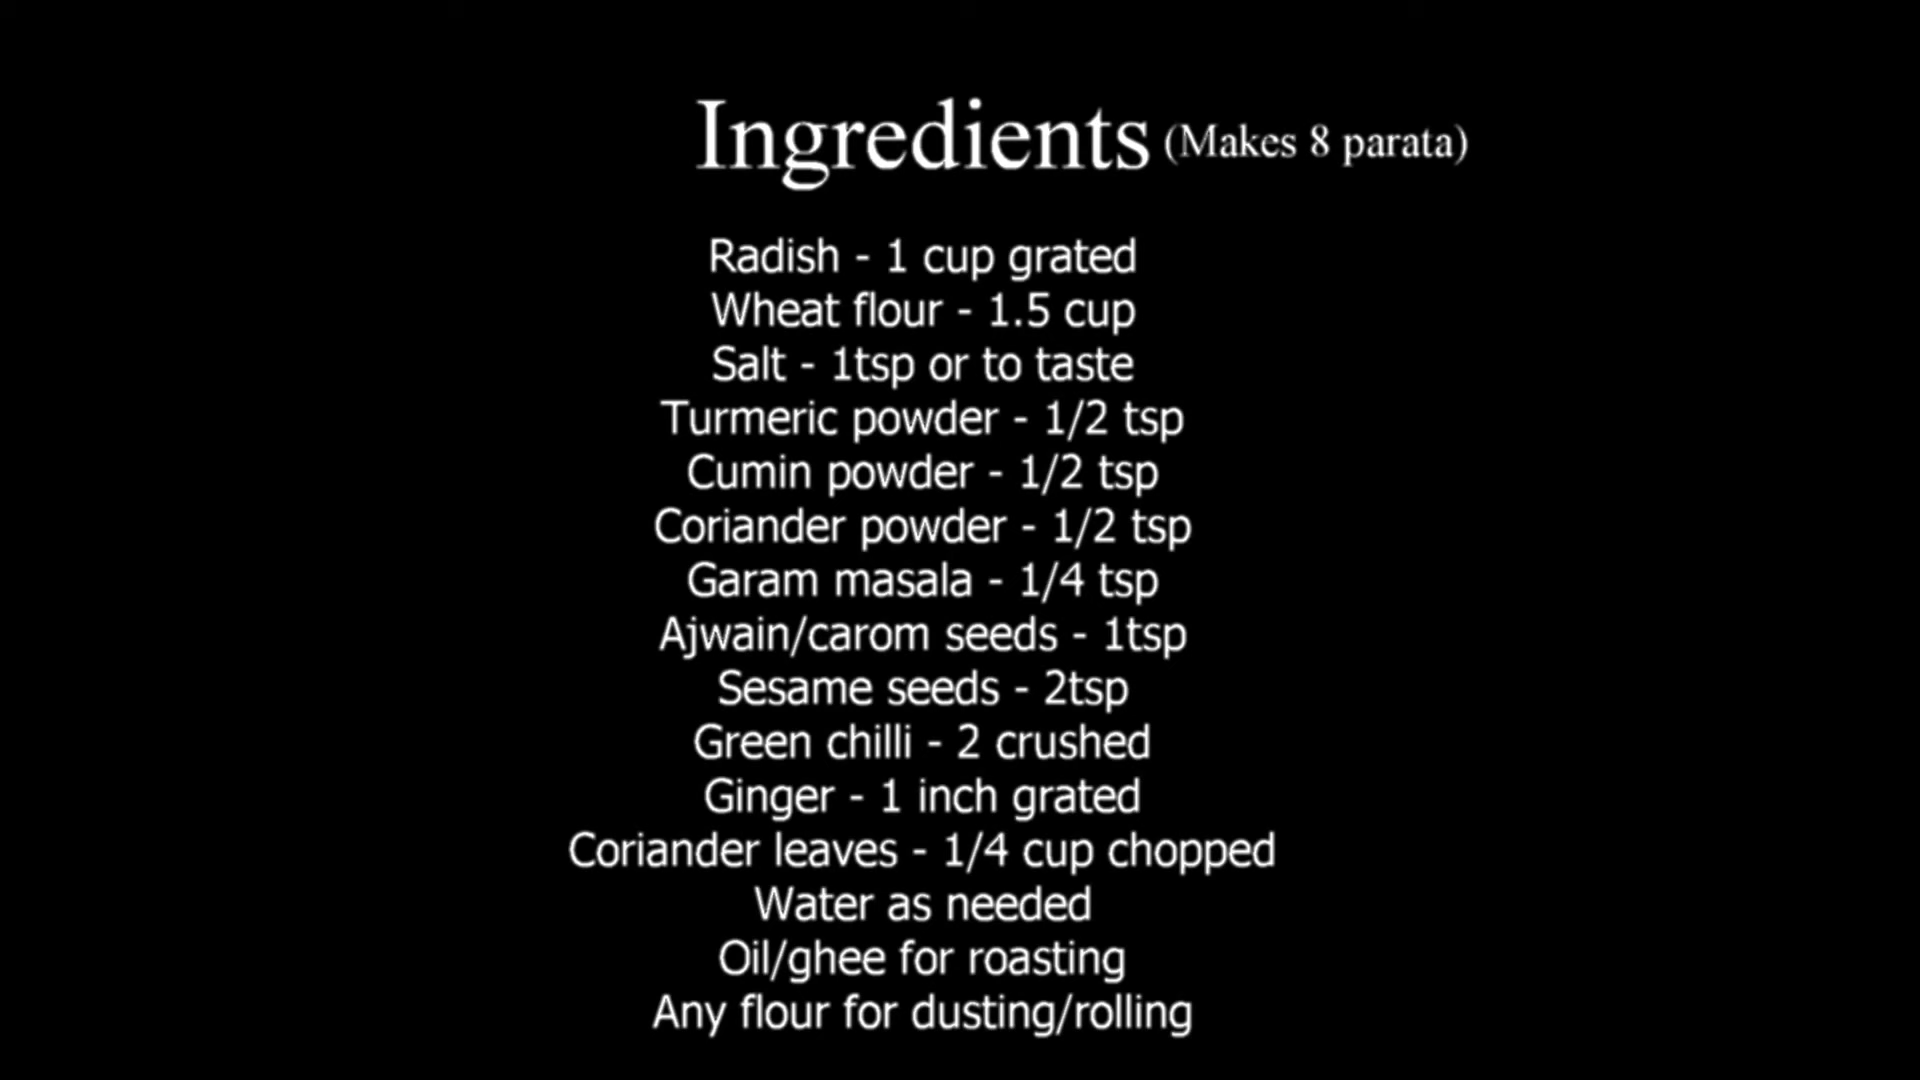 Ingredients (Makes 8 parata)
Radish - 1 cup grated
Wheat flour - 1.5 cup
Salt - 1tsp or to taste
Turmeric powder - 1/2 tsp
Cumin powder - 1/2 tsp
Coriander powder - 1/2 tsp
Garam masala - 1/4 tsp
Ajwain/carom seeds - 1tsp
Sesame seeds - 2tsp
Green chilli - 2 crushed
Ginger - 1 inch grated
Coriander leaves - 1/4 cup chopped
Water as needed
Oil/ghee for roasting
Any flour for dusting/rolling